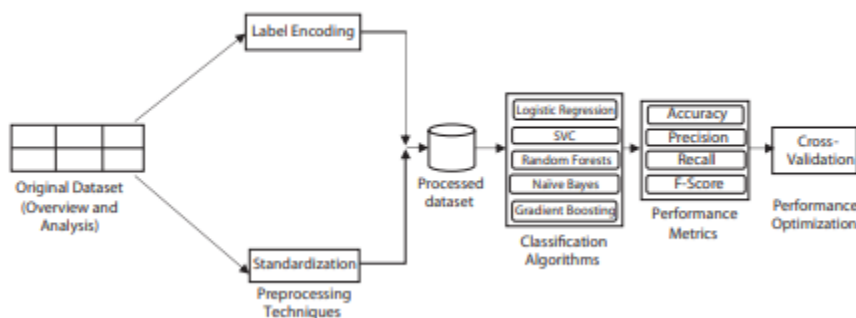 Label Encoding
Original Dataset
(Overview and
Analysis)
Standardization
Preprocessing
Techniques
Processed
dataset
Logistic Regression
SVC
Random Forests
Naïve Bayes
Gradient Boosting
Classification
Algorithms
Accuracy
Precision
Recall
F-Score
Performance
Metrics
Cross-
Validation
Performance
Optimization